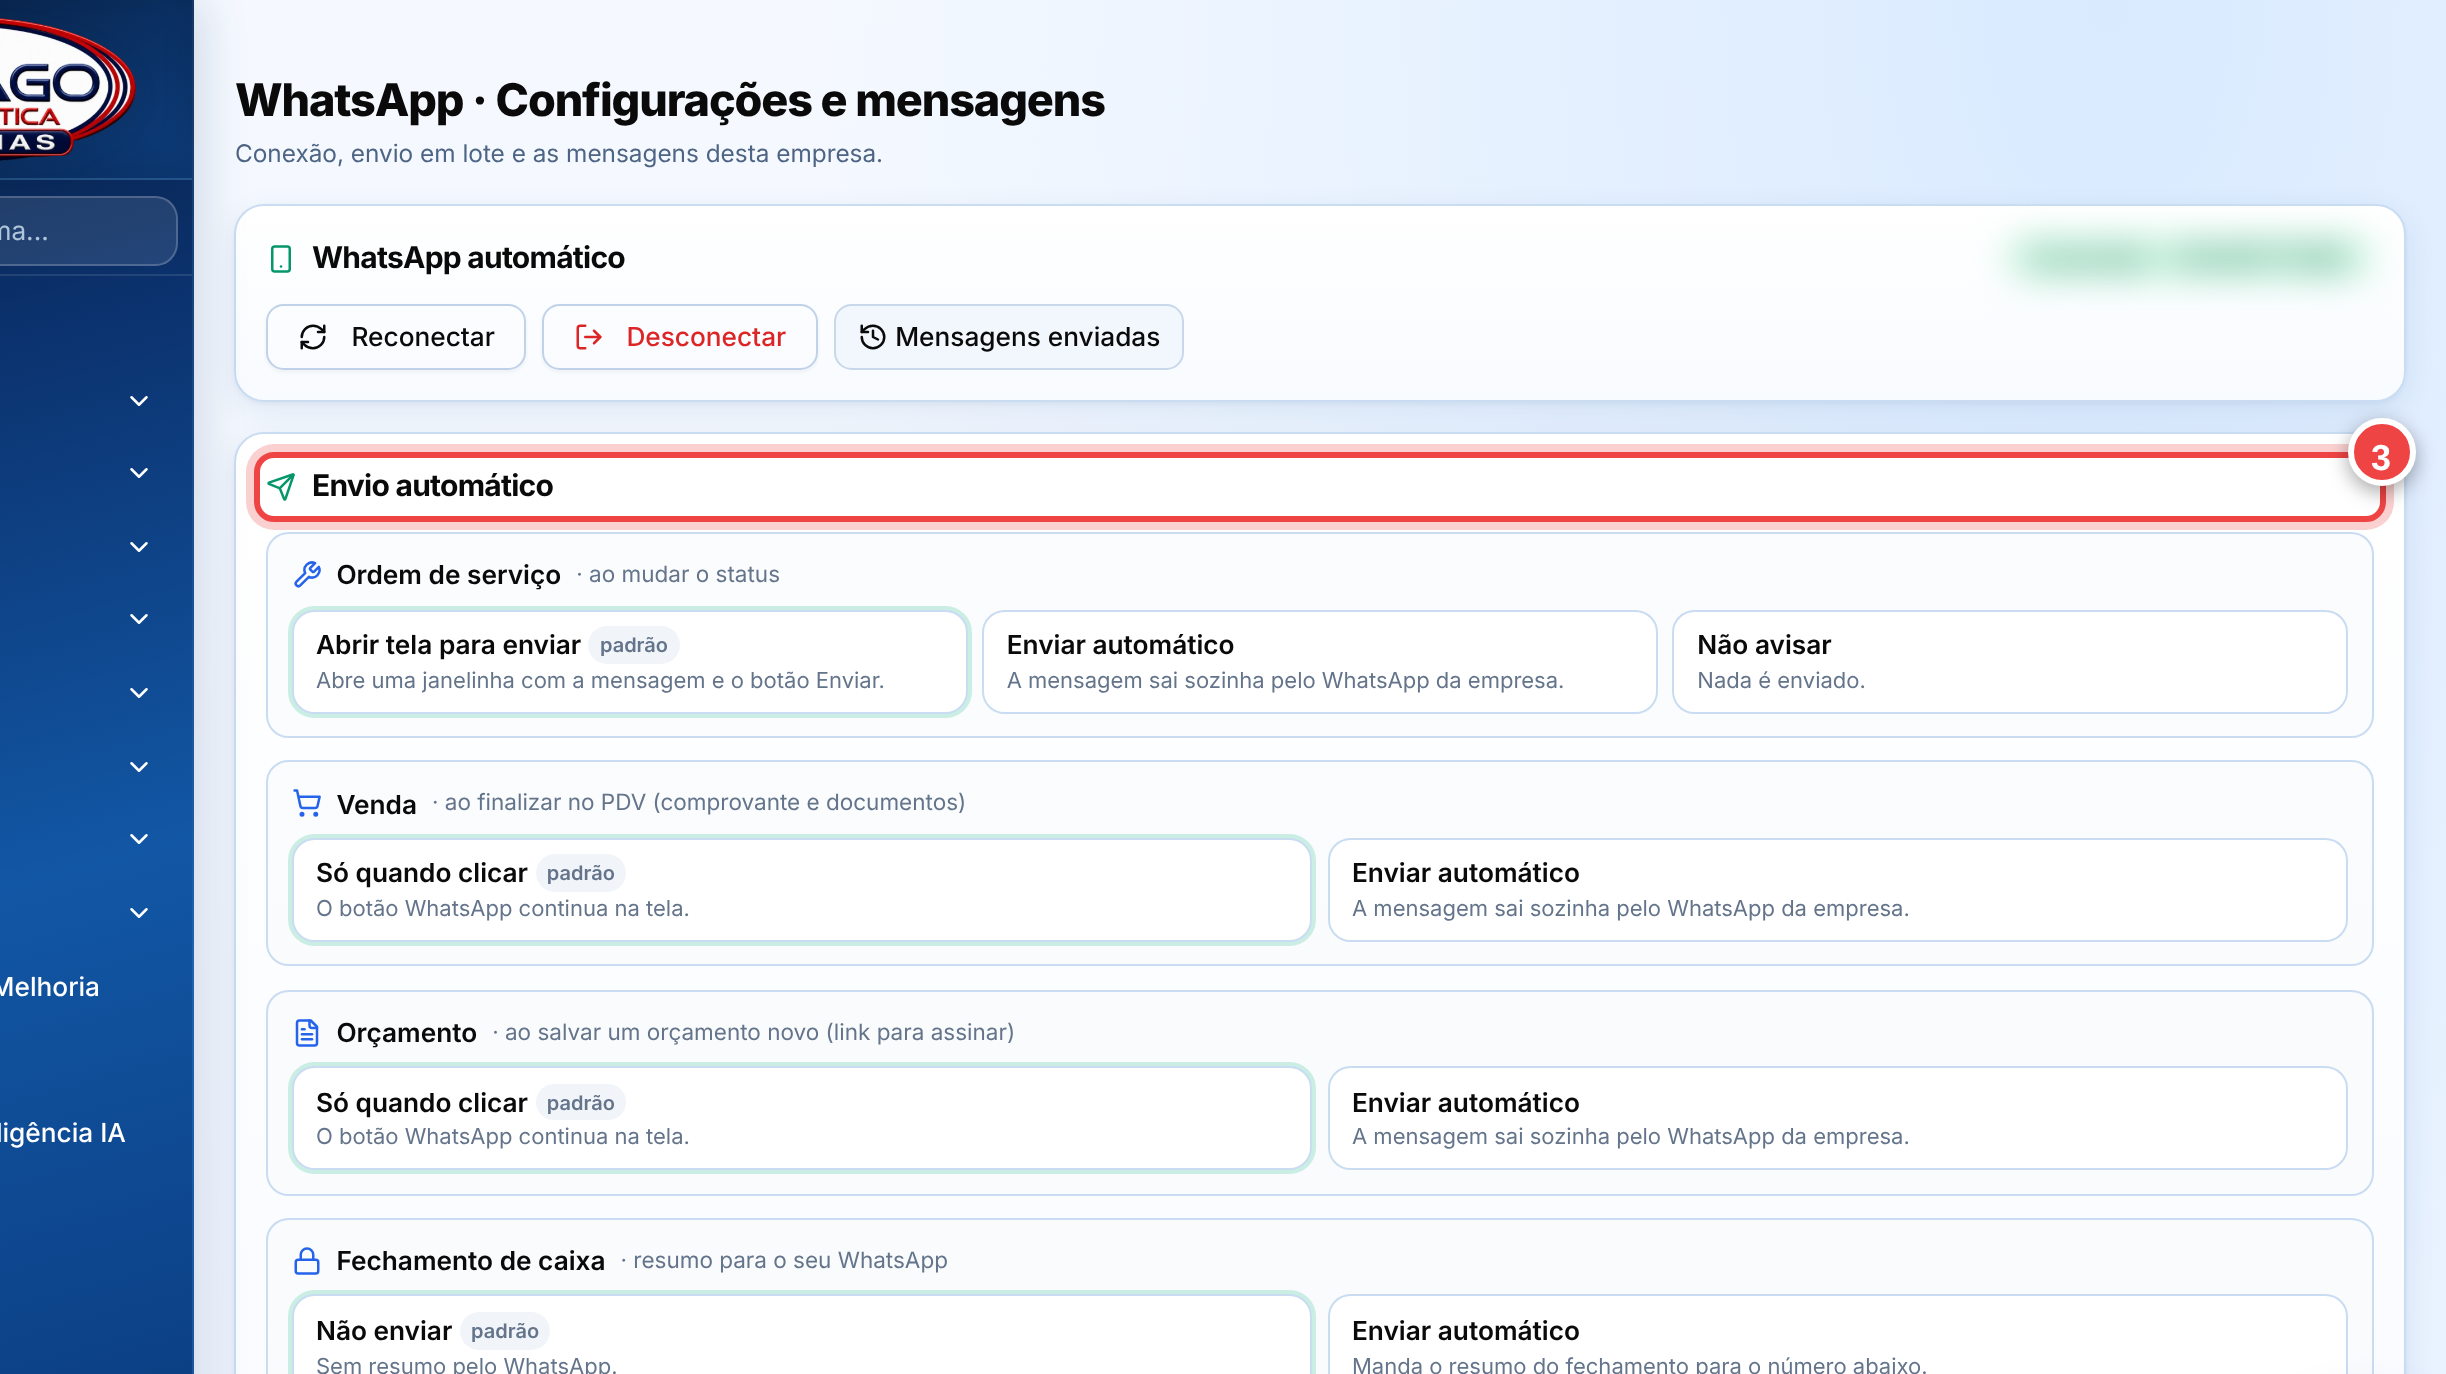 AGO
TICA
IAS
ma...
Melhoria
ligência IA
WhatsApp · Configurações e mensagens
Conexão, envio em lote e as mensagens desta empresa.
WhatsApp automático
Reconectar
Desconectar
Mensagens enviadas
3
Envio automático
Ordem de serviço · ao mudar o status
Abrir tela para enviar padrão
Abre uma janelinha com a mensagem e o botão Enviar.
Enviar automático
A mensagem sai sozinha pelo WhatsApp da empresa.
Não avisar
Nada é enviado.
Venda · ao finalizar no PDV (comprovante e documentos)
Só quando clicar padrão
O botão WhatsApp continua na tela.
Enviar automático
A mensagem sai sozinha pelo WhatsApp da empresa.
Orçamento · ao salvar um orçamento novo (link para assinar)
Só quando clicar padrão
O botão WhatsApp continua na tela.
Enviar automático
A mensagem sai sozinha pelo WhatsApp da empresa.
Fechamento de caixa · resumo para o seu WhatsApp
Não enviar padrão
Sem resumo pelo WhatsApp.
Enviar automático
Manda o resumo do fechamento para o número abaixo.